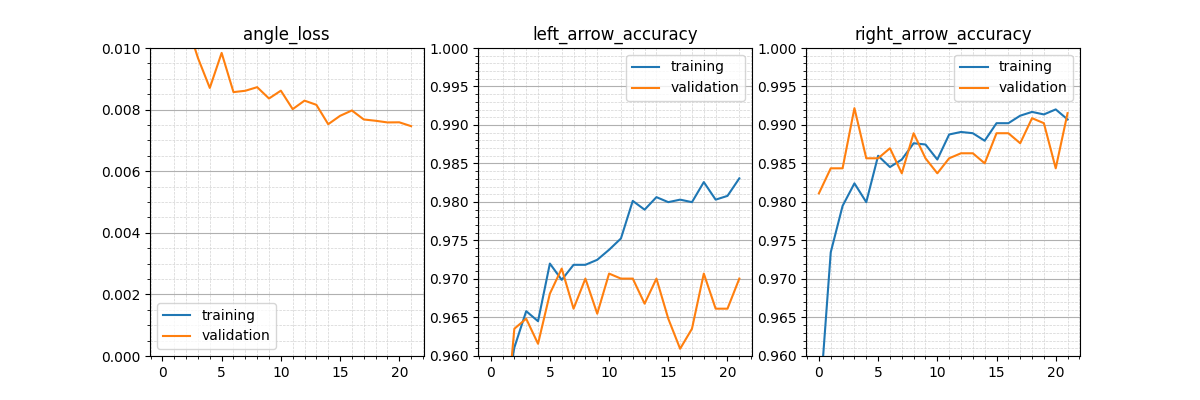 angle_loss
0.010
0.008
0.006
0.004
0.002
0.000
0 5 10 15 20
training
validation
left_arrow_accuracy
1.000
0.995
0.990
0.985
0.980
0.975
0.970
0.965
0.960
0 5 10 15 20
training
validation
right_arrow_accuracy
1.000
0.995
0.990
0.985
0.980
0.975
0.970
0.965
0.960
0 5 10 15 20
training
validation